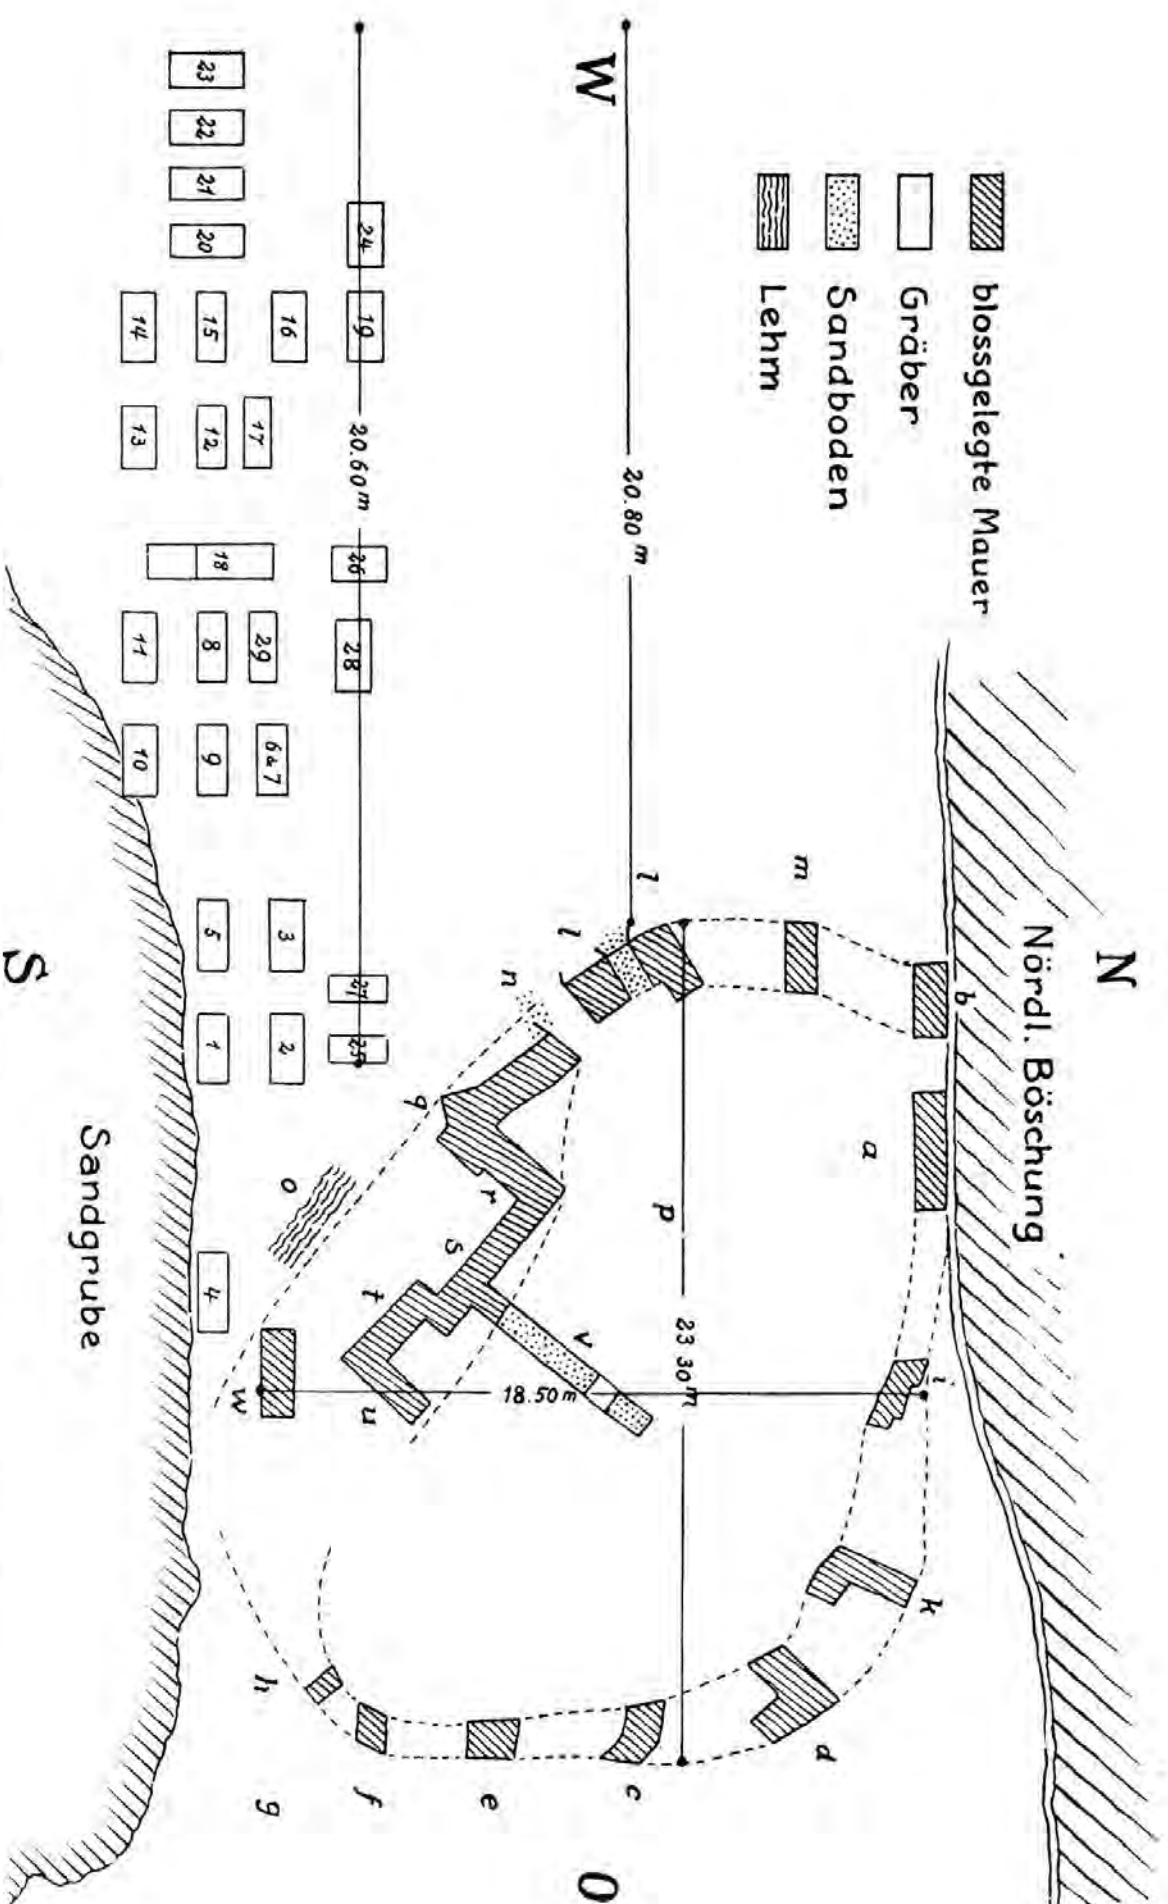 N
Nördl. Böschung
blossgelegte Mauer
Gräber
Sandboden
Lehm
W
O
S
Sandgrube
20.80 m
20.60 m
23 30 m
18.50 m
b
a
i
k
d
m
l
l
n
p
c
e
f
g
h
q
r
s
t
u
v
w
o
23
22
21
20
24
19
16
15
14
17
12
13
18
26
28
29
8
11
6 & 7
9
10
3
5
27
25
2
1
4